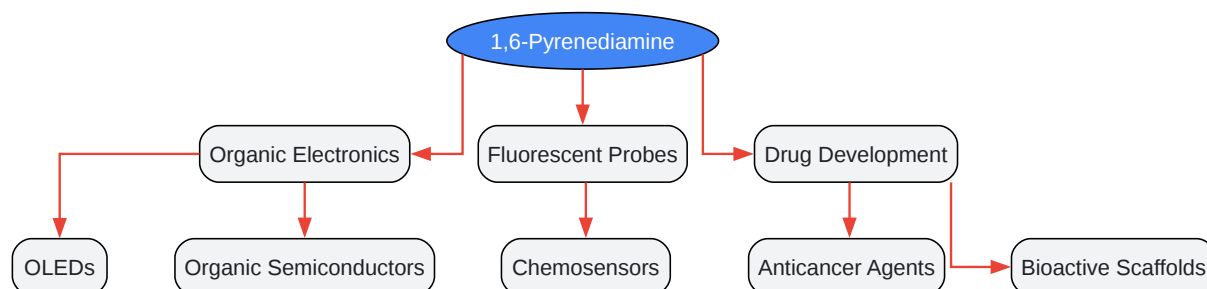 1,6-Pyrenediamine
Organic Electronics
Fluorescent Probes
Drug Development
OLEDs
Organic Semiconductors
Chemosensors
Anticancer Agents
Bioactive Scaffolds